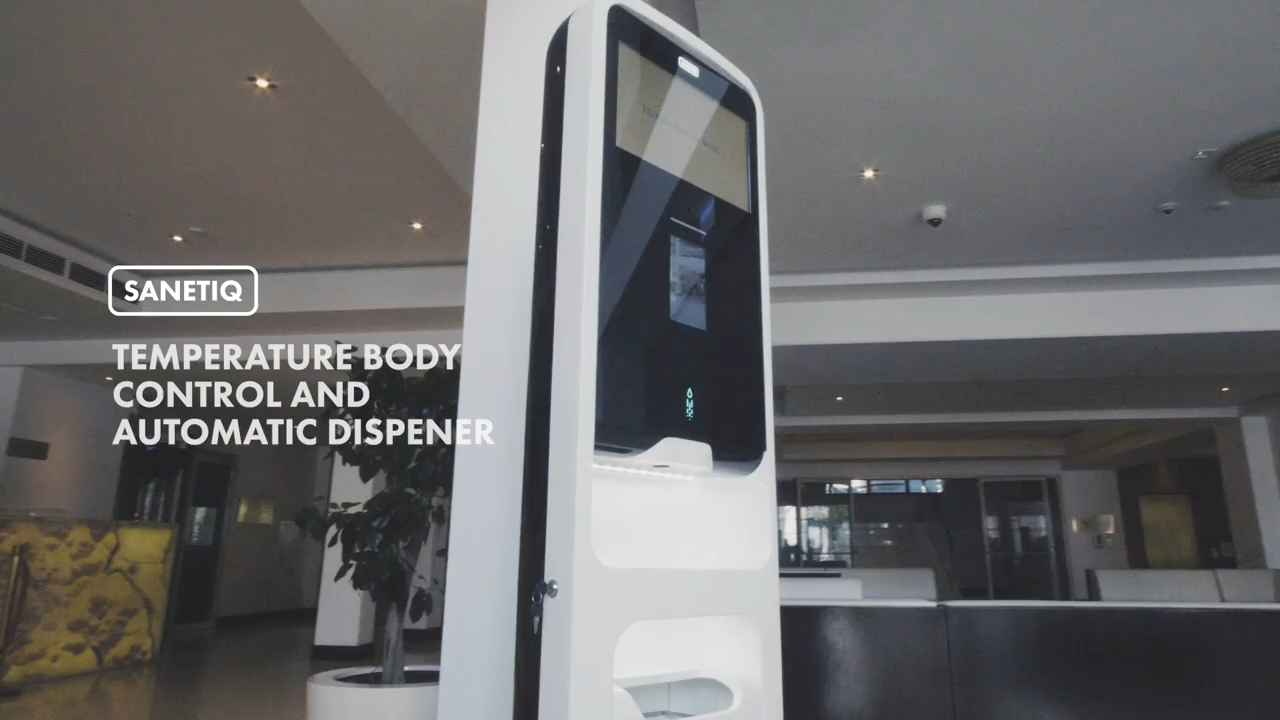 SANETIQ
TEMPERATURE BODY
CONTROL AND
AUTOMATIC DISPENER